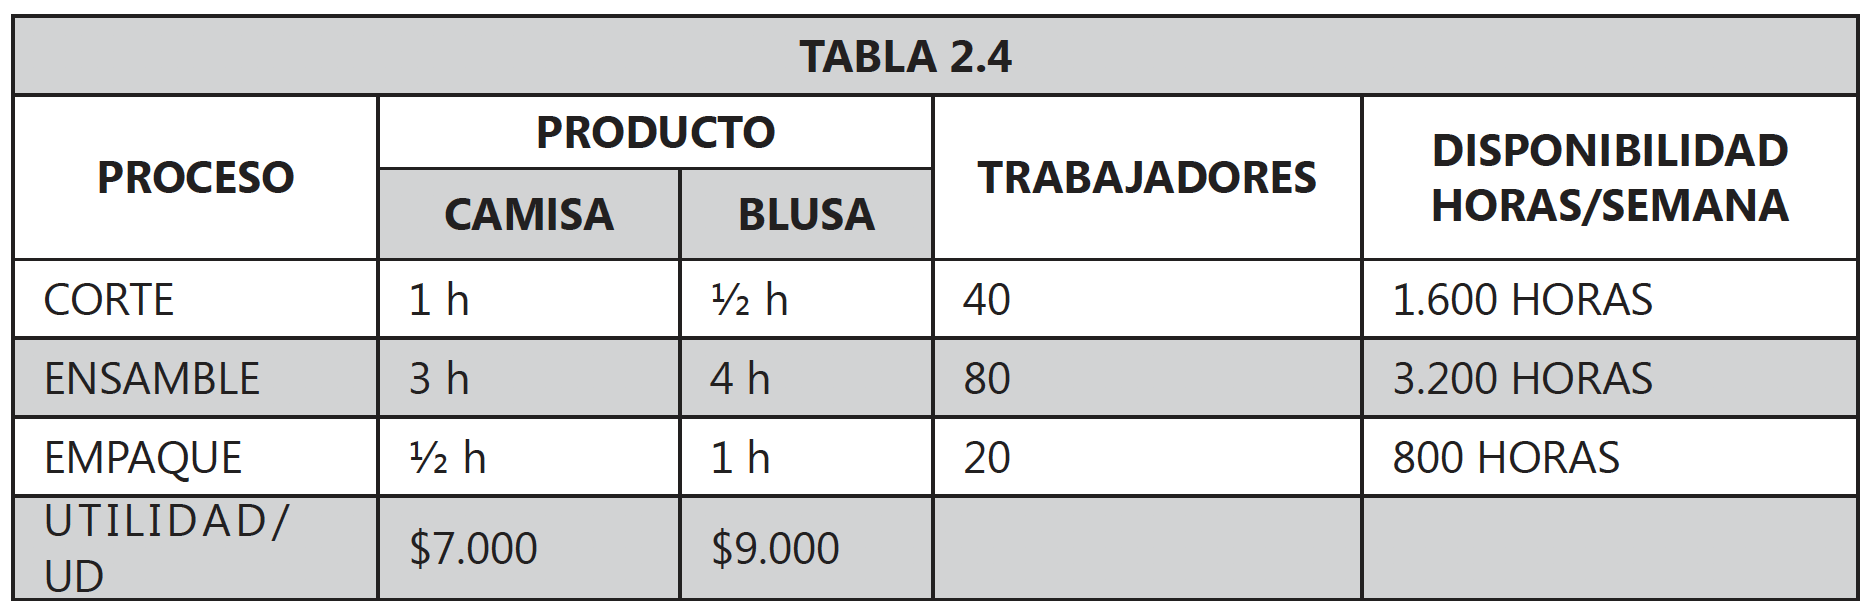 TABLA 2.4
PROCESO
PRODUCTO
TRABAJADORES
DISPONIBILIDAD
HORAS/SEMANA
CAMISA
BLUSA
CORTE
1 h
½ h
40
1.600 HORAS
ENSAMBLE
3 h
4 h
80
3.200 HORAS
EMPAQUE
½ h
1 h
20
800 HORAS
UTILIDAD/
UD
$7.000
$9.000